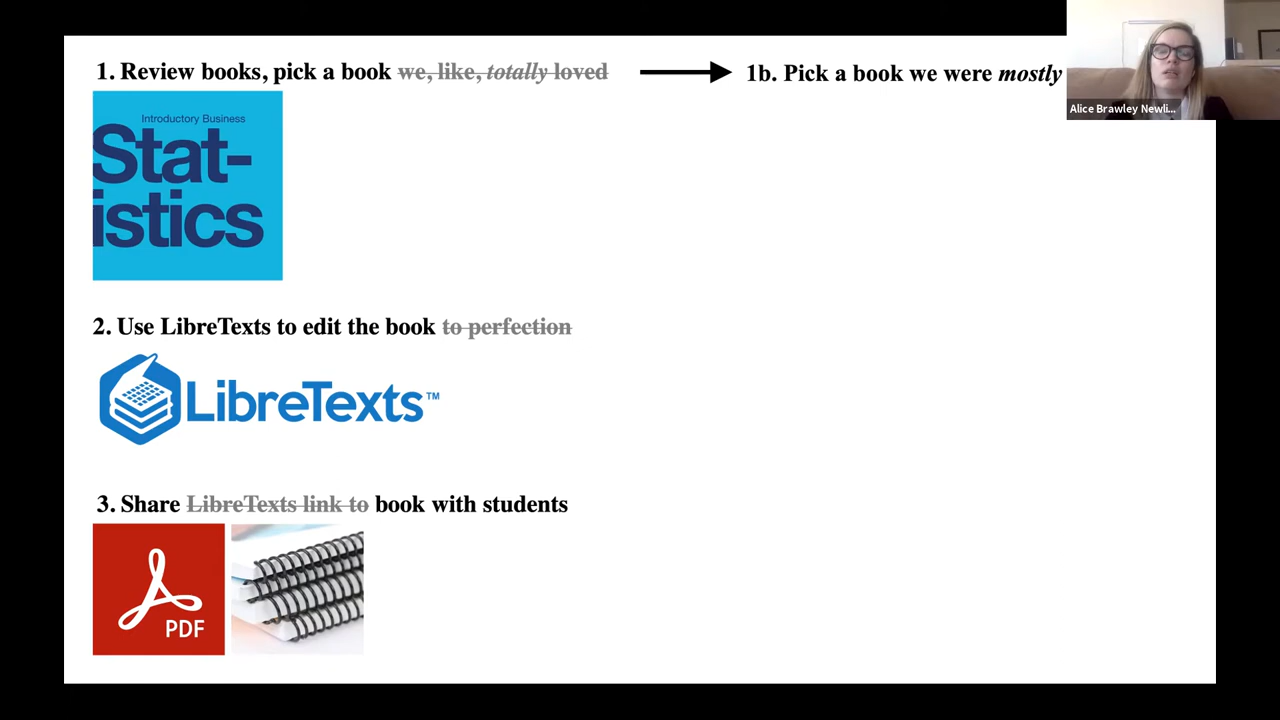 1. Review books, pick a book we, like, totally loved
1b. Pick a book we were mostly
Alice Brawley Newli...
Introductory Business
Stat-
istics
2. Use LibreTexts to edit the book to perfection
LibreTexts™
3. Share LibreTexts link to book with students
PDF